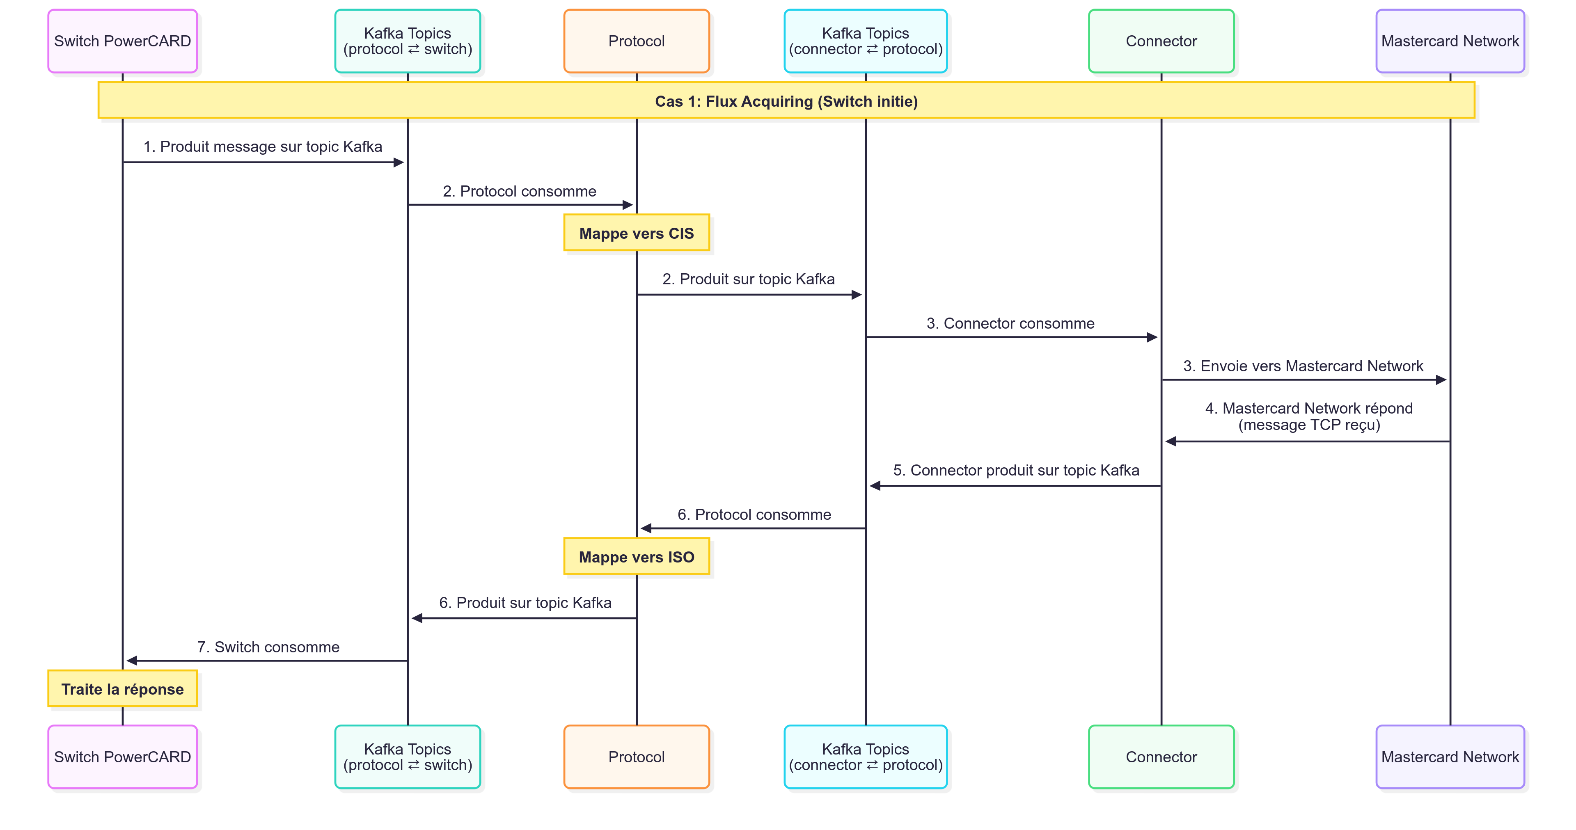 Switch PowerCARD
Kafka Topics
(protocol ⇄ switch)
Protocol
Kafka Topics
(connector ⇄ protocol)
Connector
Mastercard Network
Cas 1: Flux Acquiring (Switch initie)
1. Produit message sur topic Kafka
2. Protocol consomme
Mappe vers CIS
2. Produit sur topic Kafka
3. Connector consomme
3. Envoie vers Mastercard Network
4. Mastercard Network répond
(message TCP reçu)
5. Connector produit sur topic Kafka
6. Protocol consomme
Mappe vers ISO
6. Produit sur topic Kafka
7. Switch consomme
Traite la réponse
Switch PowerCARD
Kafka Topics
(protocol ⇄ switch)
Protocol
Kafka Topics
(connector ⇄ protocol)
Connector
Mastercard Network